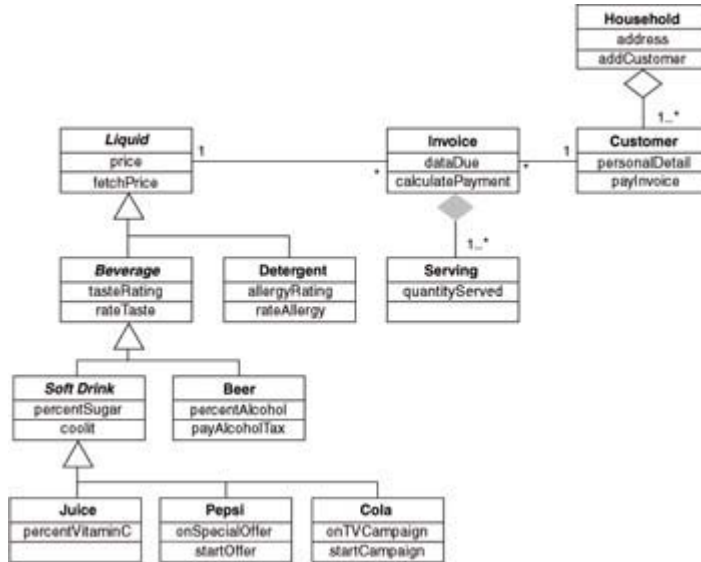 Household
address
addCustomer
1..*
Liquid
price
fetchPrice
1
*
Invoice
dataDue
calculatePayment
*
1
Customer
personalDetail
payInvoice
1..*
Beverage
tasteRating
rateTaste
Detergent
allergyRating
rateAllergy
Serving
quantityServed
Soft Drink
percentSugar
coolit
Beer
percentAlcohol
payAlcoholTax
Juice
percentVitaminC
Pepsi
onSpecialOffer
startOffer
Cola
onTVCampaign
startCampaign